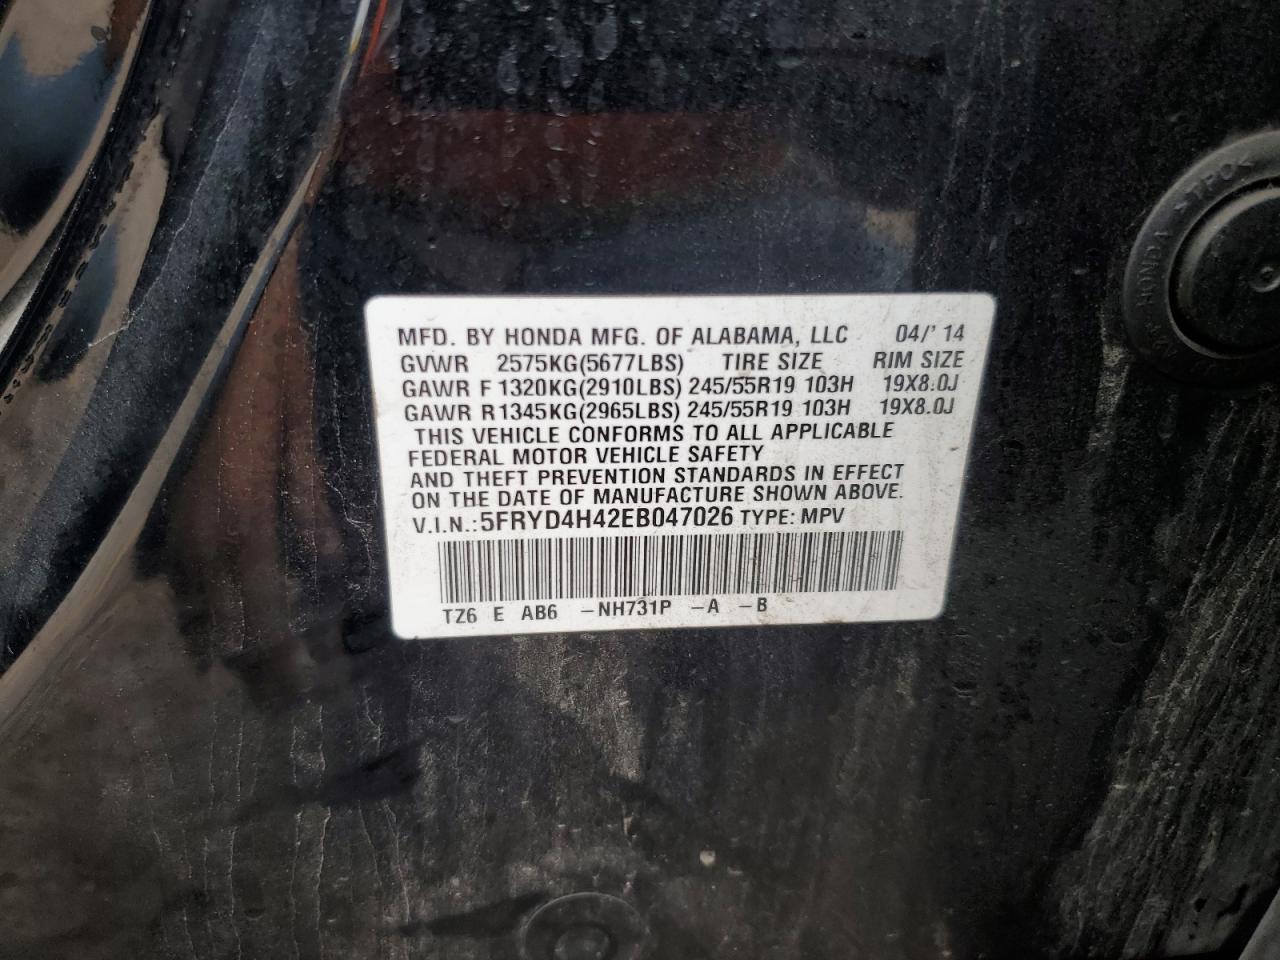 MFD. BY HONDA MFG. OF ALABAMA, LLC 04/' 14
GVWR 2575KG(5677LBS) TIRE SIZE RIM SIZE
GAWR F 1320KG(2910LBS) 245/55R19 103H 19X8.0J
GAWR R1345KG(2965LBS) 245/55R19 103H 19X8.0J
THIS VEHICLE CONFORMS TO ALL APPLICABLE
FEDERAL MOTOR VEHICLE SAFETY
AND THEFT PREVENTION STANDARDS IN EFFECT
ON THE DATE OF MANUFACTURE SHOWN ABOVE.
V.I.N.:5FRYD4H42EB047026 TYPE: MPV
TZ6 E AB6 -NH731P -A -B
HONDA